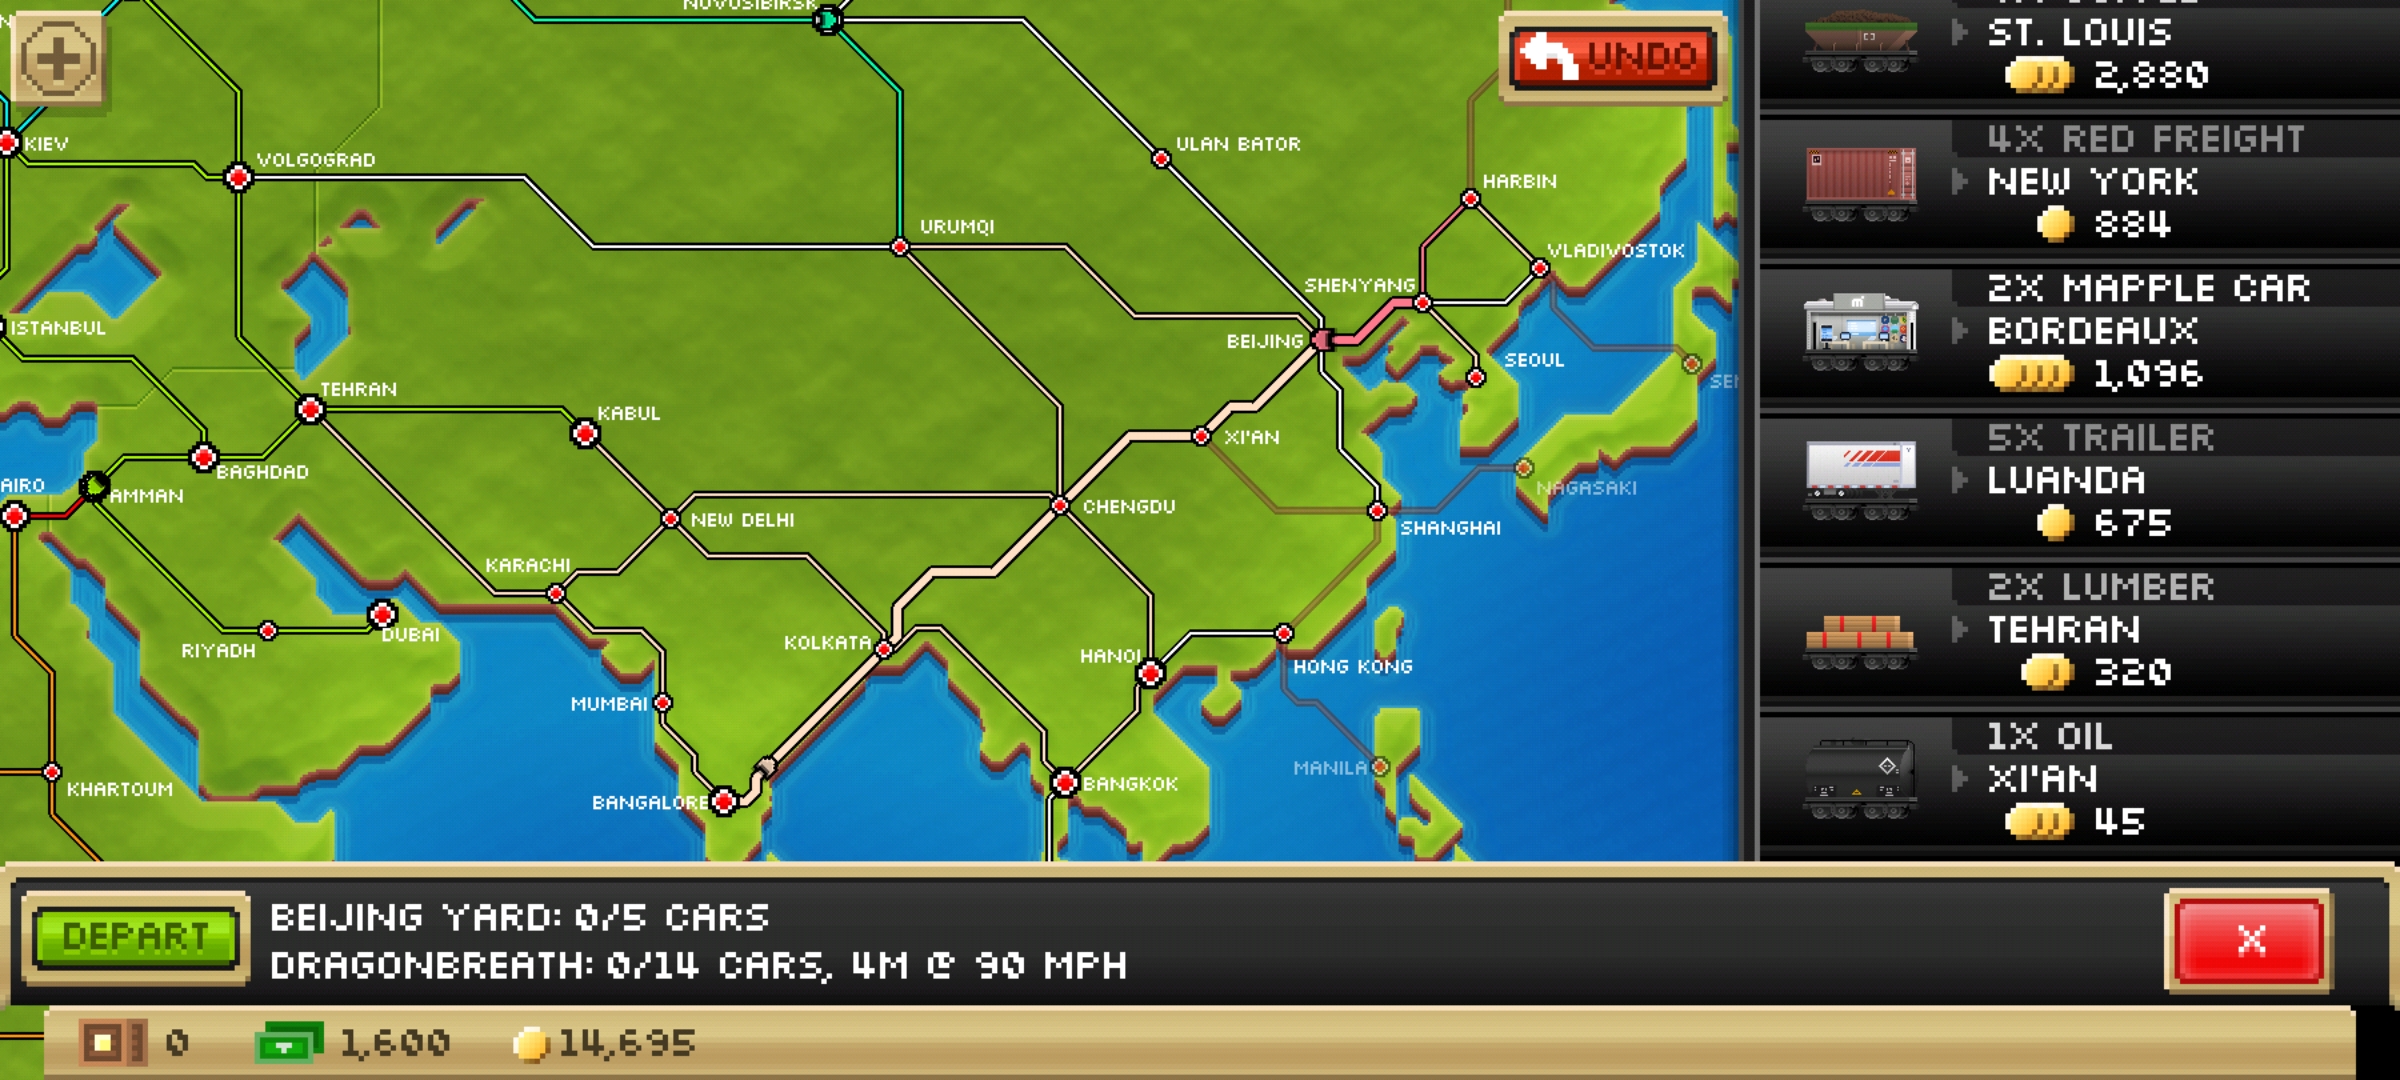 NOVOSIBIRSK
UNDO
KIEV
VOLGOGRAD
ULAN BATOR
HARBIN
URUMQI
VLADIVOSTOK
SHENYANG
ISTANBUL
BEIJING
SEOUL
TEHRAN
KABUL
XI'AN
BAGHDAD
AIRO
AMMAN
NAGASAKI
NEW DELHI
CHENGDU
SHANGHAI
KARACHI
DUBAI
RIYADH
KOLKATA
HANOI
HONG KONG
MUMBAI
MANILA
KHARTOUM
BANGALORE
BANGKOK
ST. LOUIS
2,880
4X RED FREIGHT
NEW YORK
884
2X MAPPLE CAR
BORDEAUX
1,096
5X TRAILER
LUANDA
675
2X LUMBER
TEHRAN
320
1X OIL
XI'AN
45
DEPART
BEIJING YARD: 0/5 CARS
DRAGONBREATH: 0/14 CARS, 4M @ 90 MPH
X
0
1,600
14,695